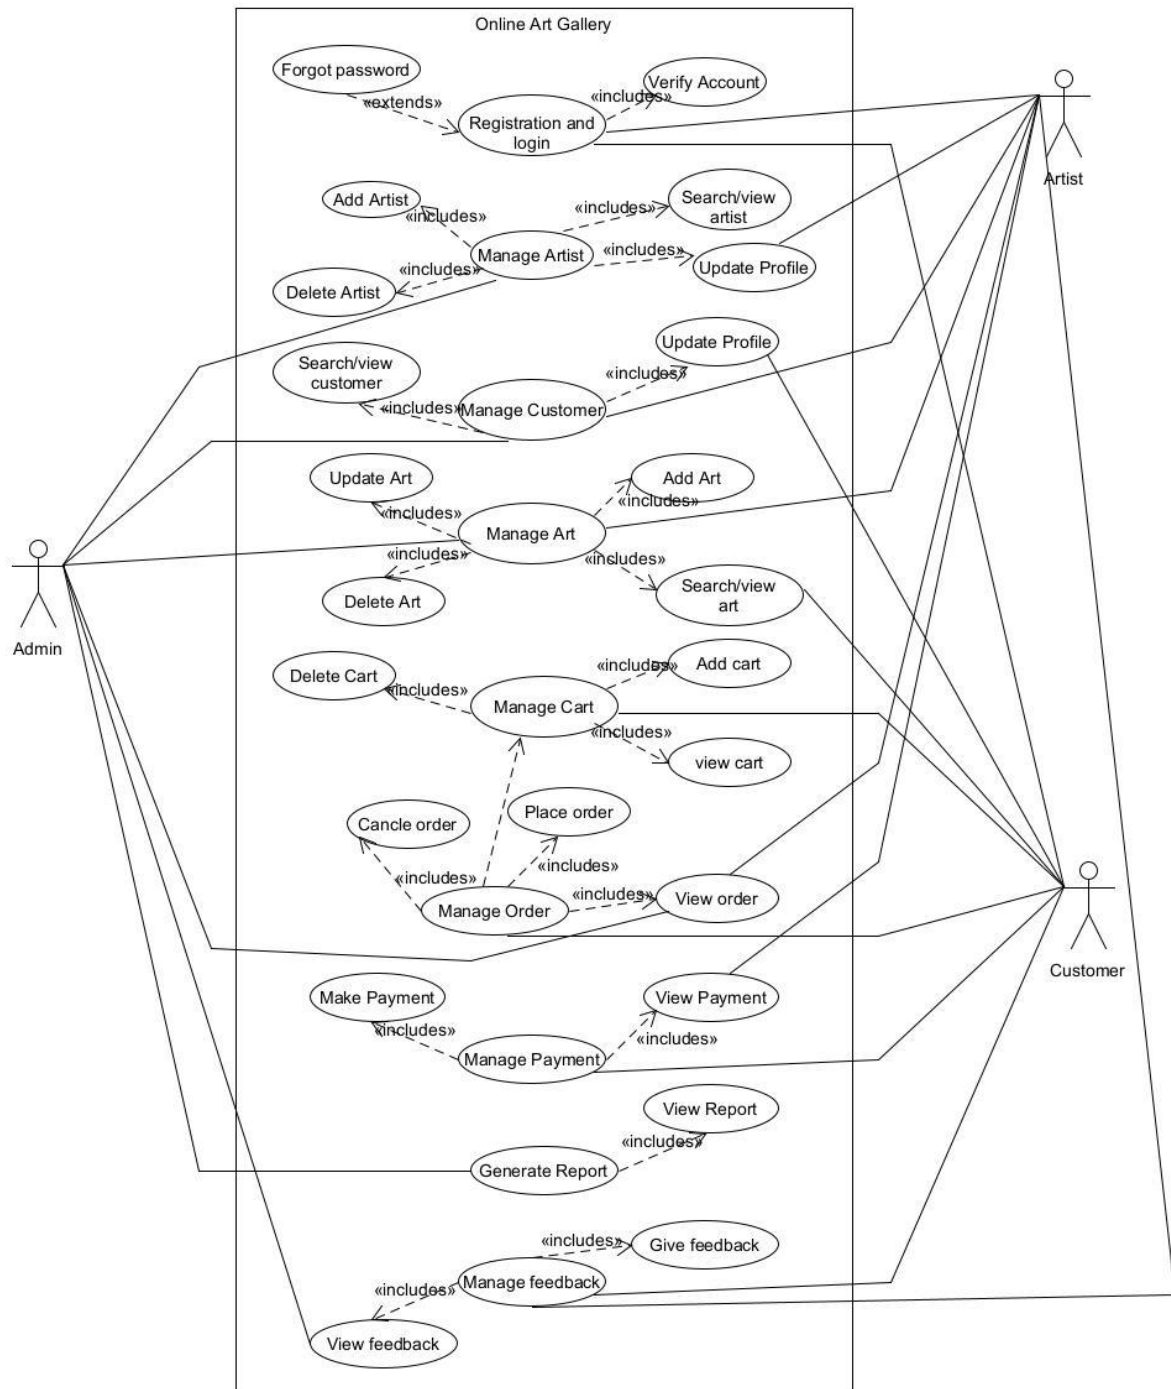 Online Art Gallery
Forgot password
Verify Account
«extends»
«includes»
Registration and
login
Artist
Add Artist
Search/view
artist
«includes»
«includes»
Manage Artist
«includes»
«includes»
Update Profile
Delete Artist
Update Profile
Search/view
customer
«includes»
«includes»
Manage Customer
Update Art
Add Art
«includes»
«includes»
Manage Art
«includes»
«includes»
Search/view
art
Delete Art
Admin
«includes»
Add cart
Delete Cart
«includes»
Manage Cart
«includes»
view cart
Place order
Cancle order
«includes»
«includes»
«includes»
View order
Manage Order
Customer
Make Payment
View Payment
«includes»
«includes»
Manage Payment
View Report
«includes»
Generate Report
«includes»
Give feedback
Manage feedback
«includes»
View feedback